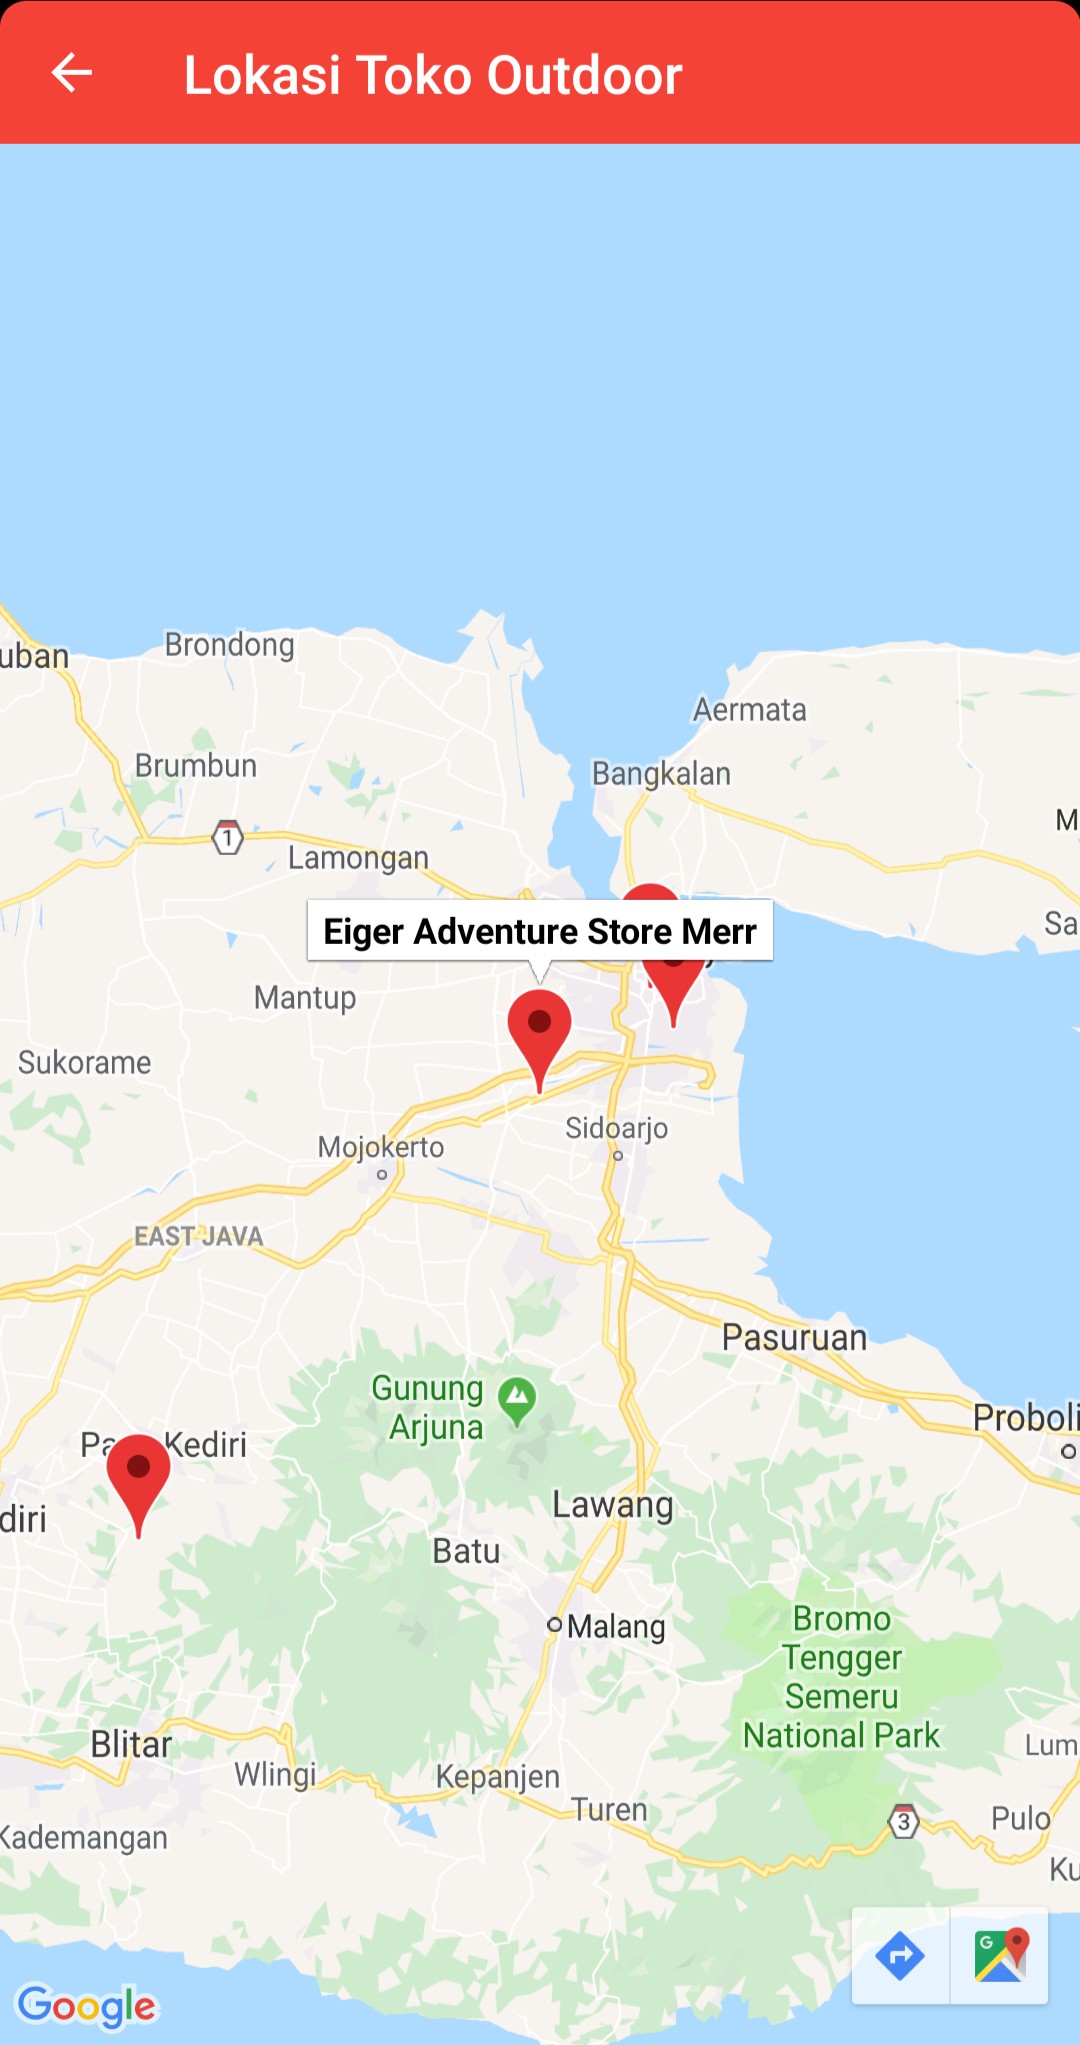 Lokasi Toko Outdoor
uban
Brondong
Aermata
Brumbun
Bangkalan
M
1
Lamongan
Sa
Eiger Adventure Store Merr
Mantup
Sukorame
Sidoarjo
Mojokerto
EAST JAVA
Pasuruan
Gunung
Arjuna
Proboli
Kediri
diri
Lawang
Batu
Malang
Bromo
Tengger
Semeru
National Park
Blitar
Lum
Wlingi
Kepanjen
Turen
3
Pulo
Kademangan
Ku
G
Google